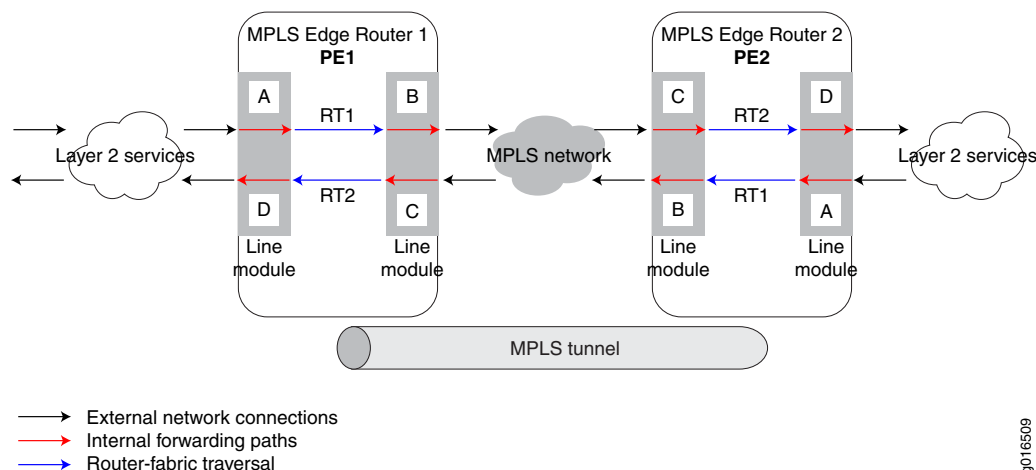 MPLS Edge Router 1
PE1
MPLS Edge Router 2
PE2
A
B
C
D
RT1
RT2
Layer 2 services
MPLS network
Layer 2 services
RT2
RT1
D
C
B
A
Line
module
Line
module
Line
module
Line
module
MPLS tunnel
External network connections
Internal forwarding paths
Router-fabric traversal
g016509